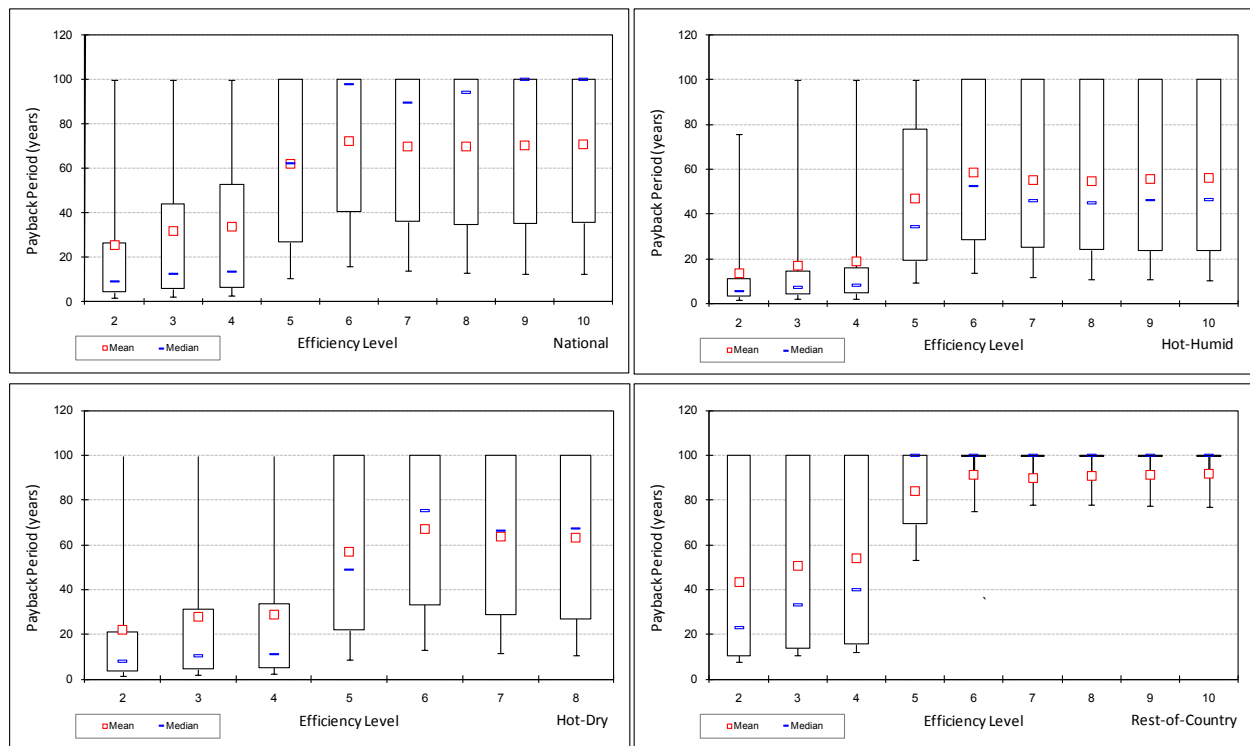 120
100
80
60
40
20
0
Payback Period (years)
2 3 4 5 6 7 8 9 10
Efficiency Level
National
Mean Median
120
100
80
60
40
20
0
Payback Period (years)
2 3 4 5 6 7 8 9 10
Efficiency Level
Hot-Humid
Mean Median
120
100
80
60
40
20
0
Payback Period (years)
2 3 4 5 6 7 8
Efficiency Level
Hot-Dry
Mean Median
120
100
80
60
40
20
0
Payback Period (years)
2 3 4 5 6 7 8 9 10
Efficiency Level
Rest-of-Country
Mean Median